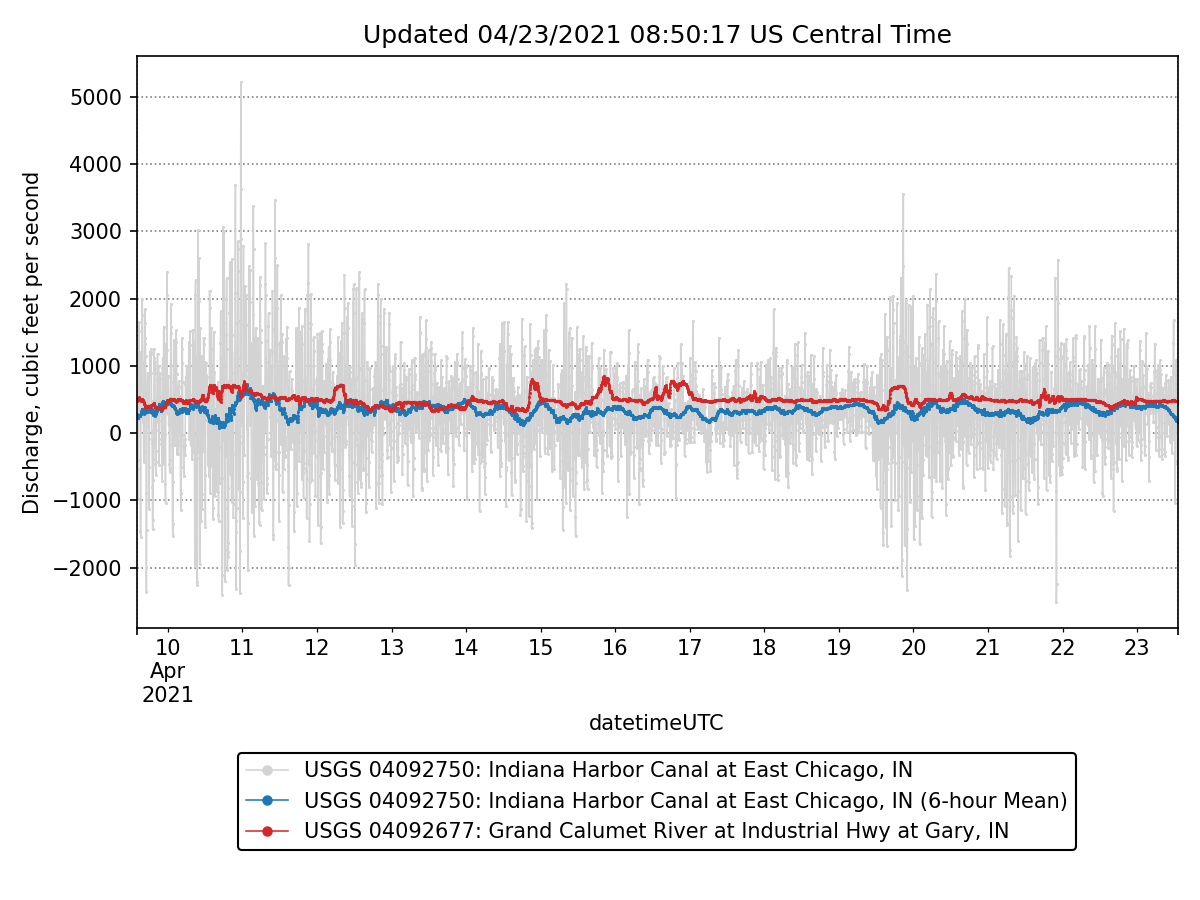 Updated 04/23/2021 08:50:17 US Central Time
Discharge, cubic feet per second
5000
4000
3000
2000
1000
0
−1000
−2000
10 11 12 13 14 15 16 17 18 19 20 21 22 23
Apr
2021
datetimeUTC
USGS 04092750: Indiana Harbor Canal at East Chicago, IN
USGS 04092750: Indiana Harbor Canal at East Chicago, IN (6-hour Mean)
USGS 04092677: Grand Calumet River at Industrial Hwy at Gary, IN